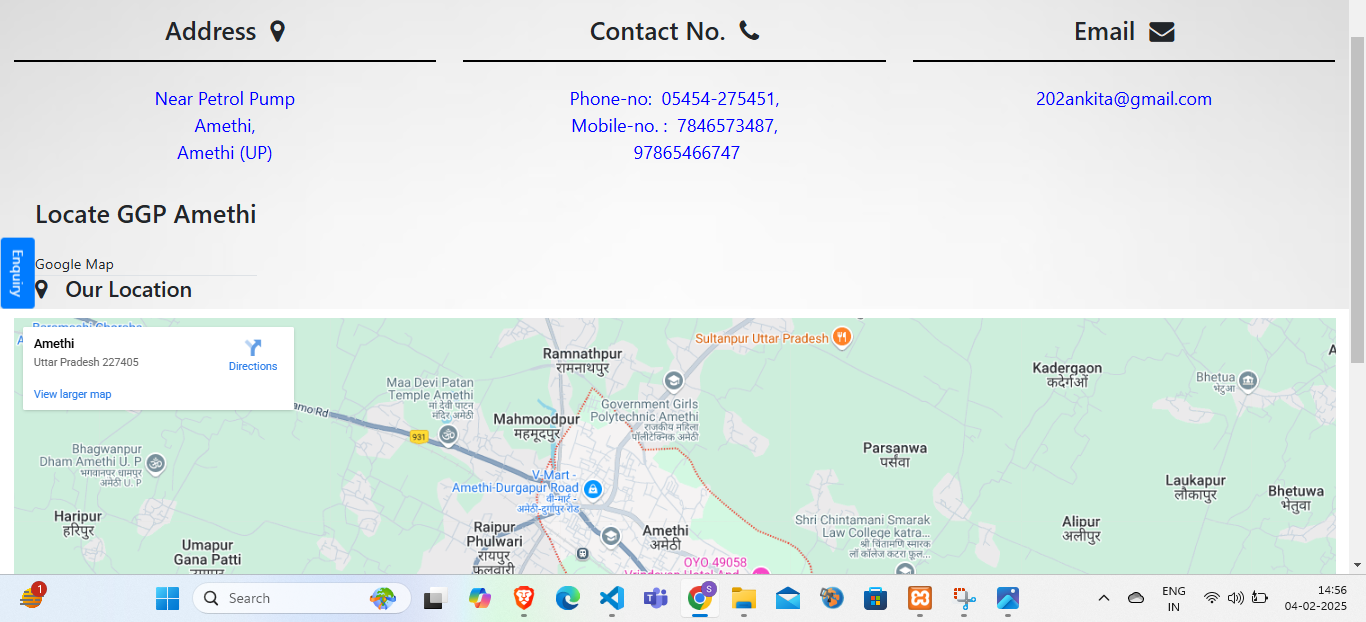 Address
Contact No.
Email
Near Petrol Pump
Amethi,
Amethi (UP)
Phone-no: 05454-275451,
Mobile-no. : 7846573487,
97865466747
202ankita@gmail.com
Locate GGP Amethi
Enquiry
Google Map
Our Location
Amethi
Uttar Pradesh 227405
Directions
View larger map
Sultanpur Uttar Pradesh
Ramnathpur
रामनाथपुर
Kadergaon
कदेरगओं
Bhetua
भेटुआ
Maa Devi Patan
Temple Amethi
मां देवी पाटन
मंदिर अमेठी
Government Girls
Polytechnic Amethi
राजकीय महिला
पॉलीटेक्निक अमेठी
Mahmoodpur
महमूदपुर
931
Bhagwanpur
Dham Amethi U. P
भगवानपुर धामपुर
अमेठी U. P
Parsanwa
पर्संवा
V-Mart -
Amethi-Durgapur Road
वी-मार्ट -
अमेठी-दुर्गापुर रोड
Laukapur
लौकापुर
Bhetuwa
भेतुवा
Haripur
हरिपुर
Raipur
Phulwari
रायपुर
फुलवारी
Amethi
अमेठी
Shri Chintamani Smarak
Law College katra...
श्री चिंतामणि स्मारक
लॉ कॉलेज कटरा फूल...
Alipur
अलीपुर
Umapur
Gana Patti
OYO 49058
1
Search
S
ENG
IN
14:56
04-02-2025